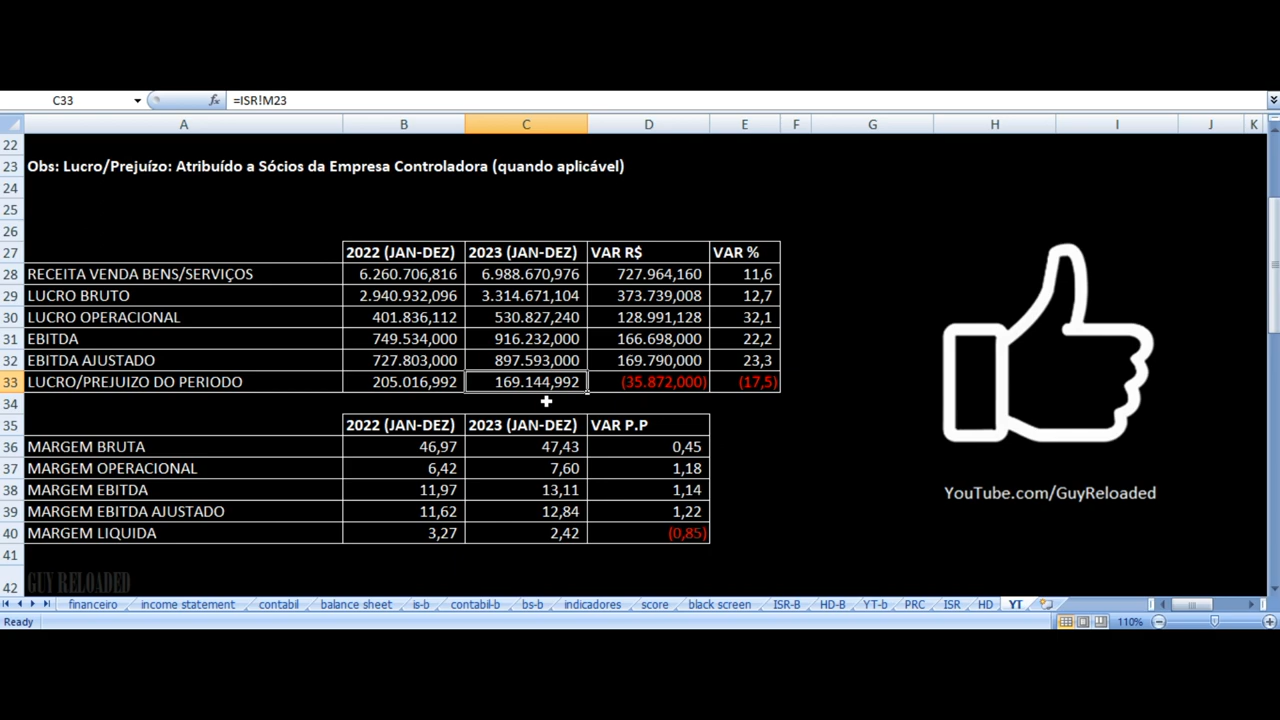 C33 fx =ISR!M23
A B C D E F G H I J K
22
23 Obs: Lucro/Prejuízo: Atribuído a Sócios da Empresa Controladora (quando aplicável)
24
25
26
27 2022 (JAN-DEZ) 2023 (JAN-DEZ) VAR R$ VAR %
28 RECEITA VENDA BENS/SERVIÇOS 6.260.706,816 6.988.670,976 727.964,160 11,6
29 LUCRO BRUTO 2.940.932,096 3.314.671,104 373.739,008 12,7
30 LUCRO OPERACIONAL 401.836,112 530.827,240 128.991,128 32,1
31 EBITDA 749.534,000 916.232,000 166.698,000 22,2
32 EBITDA AJUSTADO 727.803,000 897.593,000 169.790,000 23,3
33 LUCRO/PREJUIZO DO PERIODO 205.016,992 169.144,992 (35.872,000) (17,5)
34
35 2022 (JAN-DEZ) 2023 (JAN-DEZ) VAR P.P
36 MARGEM BRUTA 46,97 47,43 0,45
37 MARGEM OPERACIONAL 6,42 7,60 1,18
38 MARGEM EBITDA 11,97 13,11 1,14
39 MARGEM EBITDA AJUSTADO 11,62 12,84 1,22
40 MARGEM LIQUIDA 3,27 2,42 (0,85)
41
42 GUY RELOADED
YouTube.com/GuyReloaded
financeiro income statement contabil balance sheet is-b contabil-b bs-b indicadores score black screen ISR-B HD-B YT-b PRC ISR HD YT
Ready 110%